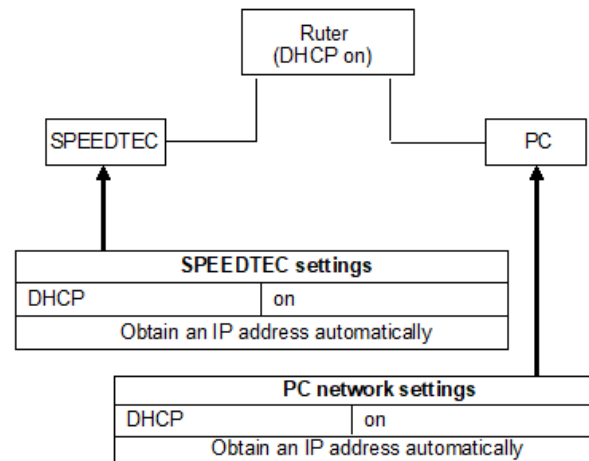 Ruter
(DHCP on)
SPEEDTEC
PC
SPEEDTEC settings
DHCP on
Obtain an IP address automatically
PC network settings
DHCP on
Obtain an IP address automatically